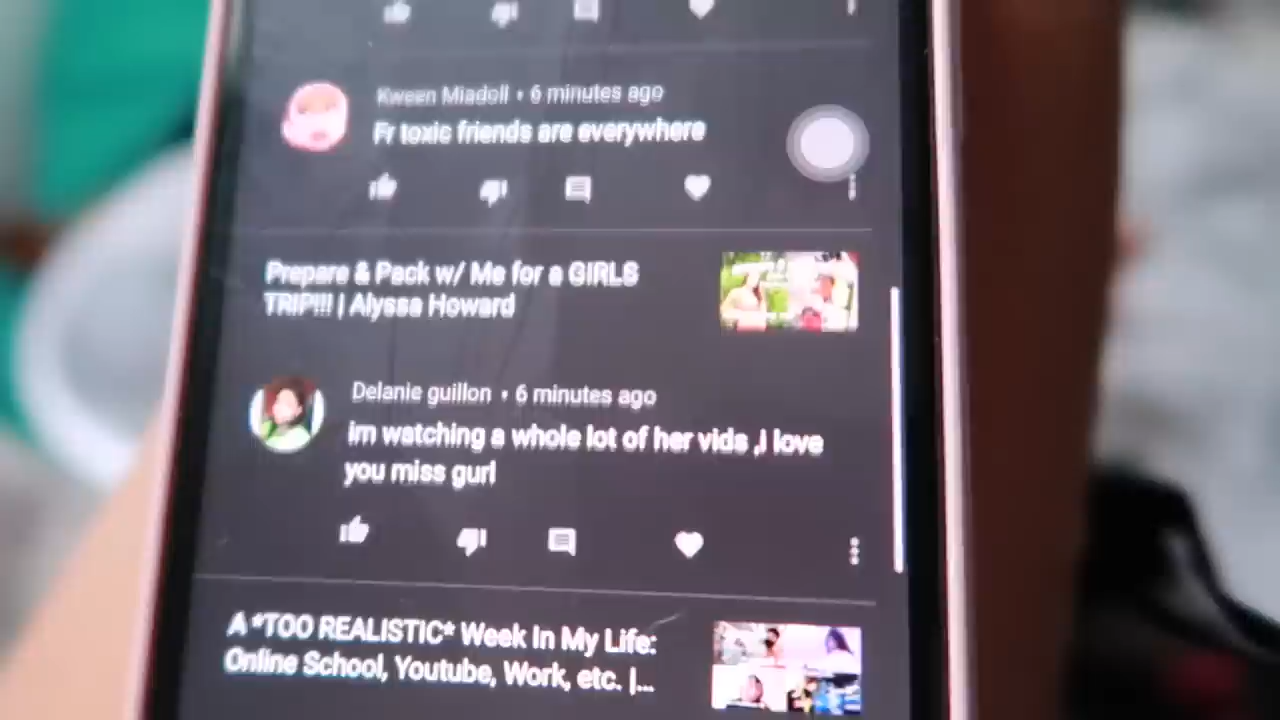 Kween Miadoll • 6 minutes ago
Fr toxic friends are everywhere
Prepare & Pack w/ Me for a GIRLS
TRIP!!! | Alyssa Howard
Delanie guillon • 6 minutes ago
im watching a whole lot of her vids ,i love
you miss gurl
A *TOO REALISTIC* Week In My Life:
Online School, Youtube, Work, etc. |...